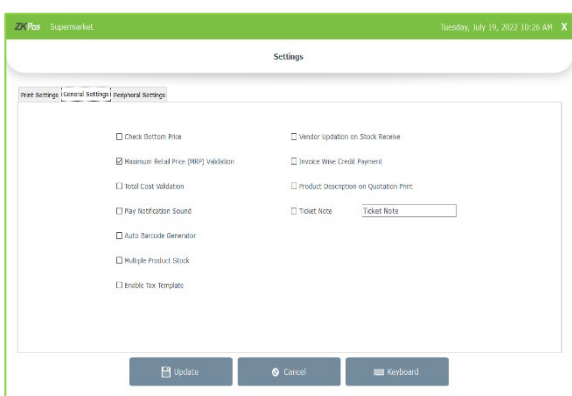 ZKPos Supermarket Tuesday, July 19, 2022 10:26 AM X
Settings
Print Settings General Settings Peripheral Settings
Check Bottom Price
Maximum Retail Price (MRP) Validation
Total Cost Validation
Pay Notification Sound
Auto Barcode Generator
Multiple Product Stock
Enable Tax Template
Vendor Updation on Stock Receive
Invoice Wise Credit Payment
Product Description on Quotation Print
Ticket Note Ticket Note
Update Cancel Keyboard